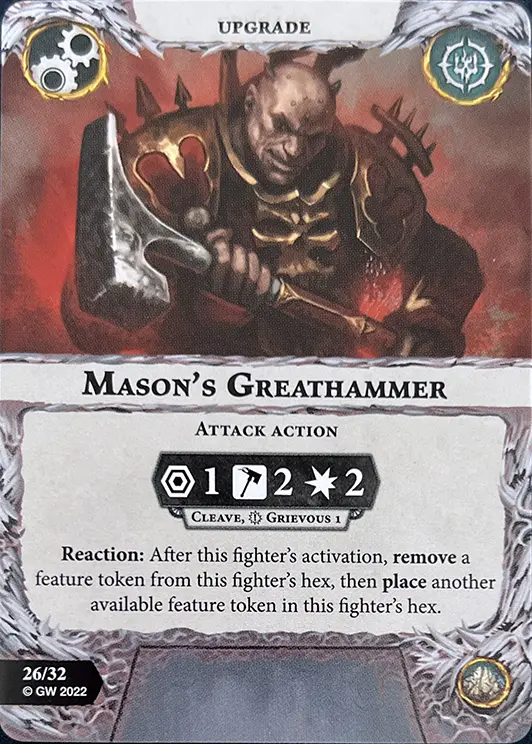 UPGRADE
MASON'S GREATHAMMER
ATTACK ACTION
1 2 2
CLEAVE, GRIEVOUS 1
Reaction: After this fighter's activation, remove a
feature token from this fighter's hex, then place another
available feature token in this fighter's hex.
26/32
© GW 2022